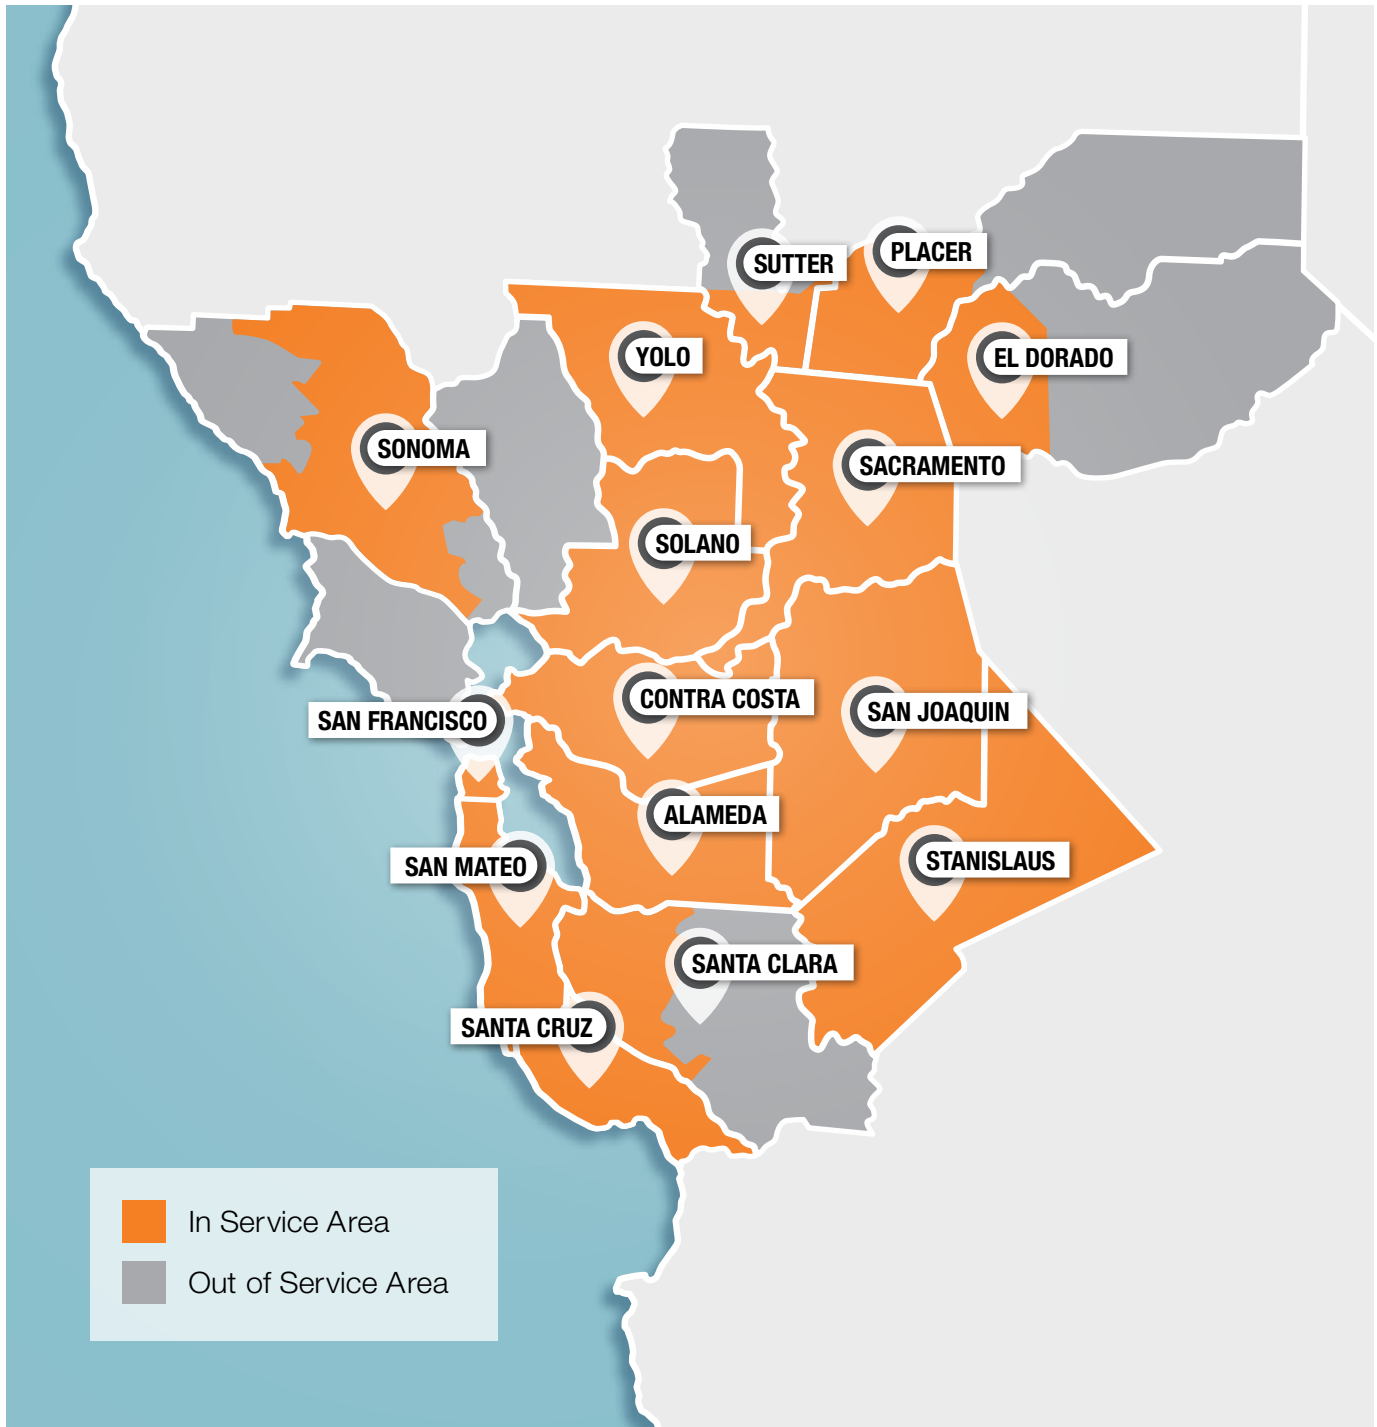 PLACER
SUTTER
YOLO
EL DORADO
SONOMA
SACRAMENTO
SOLANO
CONTRA COSTA
SAN JOAQUIN
SAN FRANCISCO
ALAMEDA
STANISLAUS
SAN MATEO
SANTA CLARA
SANTA CRUZ
In Service Area
Out of Service Area